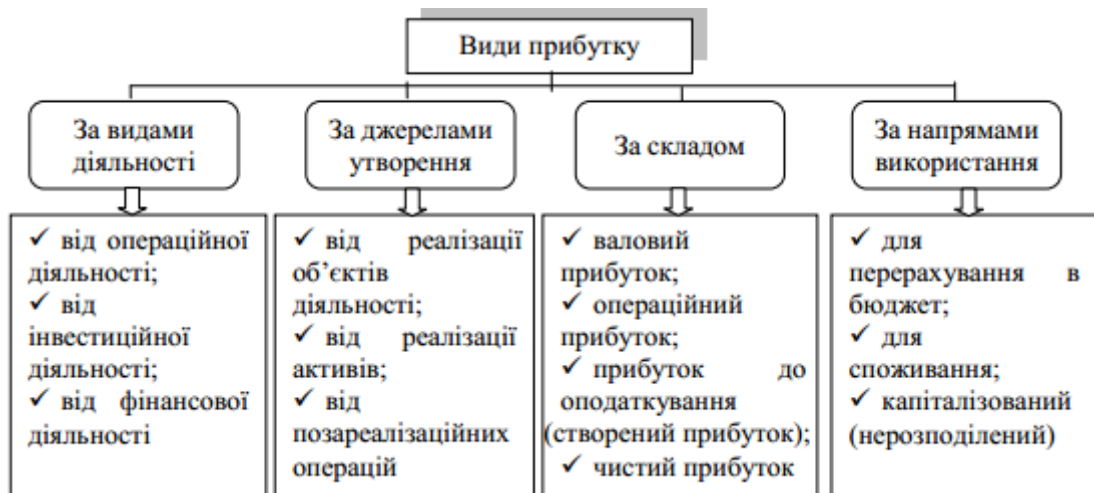 Види прибутку
За видами
діяльності
За джерелами
утворення
За складом
За напрямами
використання
✓ від операційної
діяльності;
✓ від
інвестиційної
діяльності;
✓ від фінансової
діяльності
✓ від реалізації
об’єктів
діяльності;
✓ від реалізації
активів;
✓ від
позареалізаційних
операцій
✓ валовий
прибуток;
✓ операційний
прибуток;
✓ прибуток до
оподаткування
(створений прибуток);
✓ чистий прибуток
✓ для
перерахування в
бюджет;
✓ для
споживання;
✓ капіталізований
(нерозподілений)